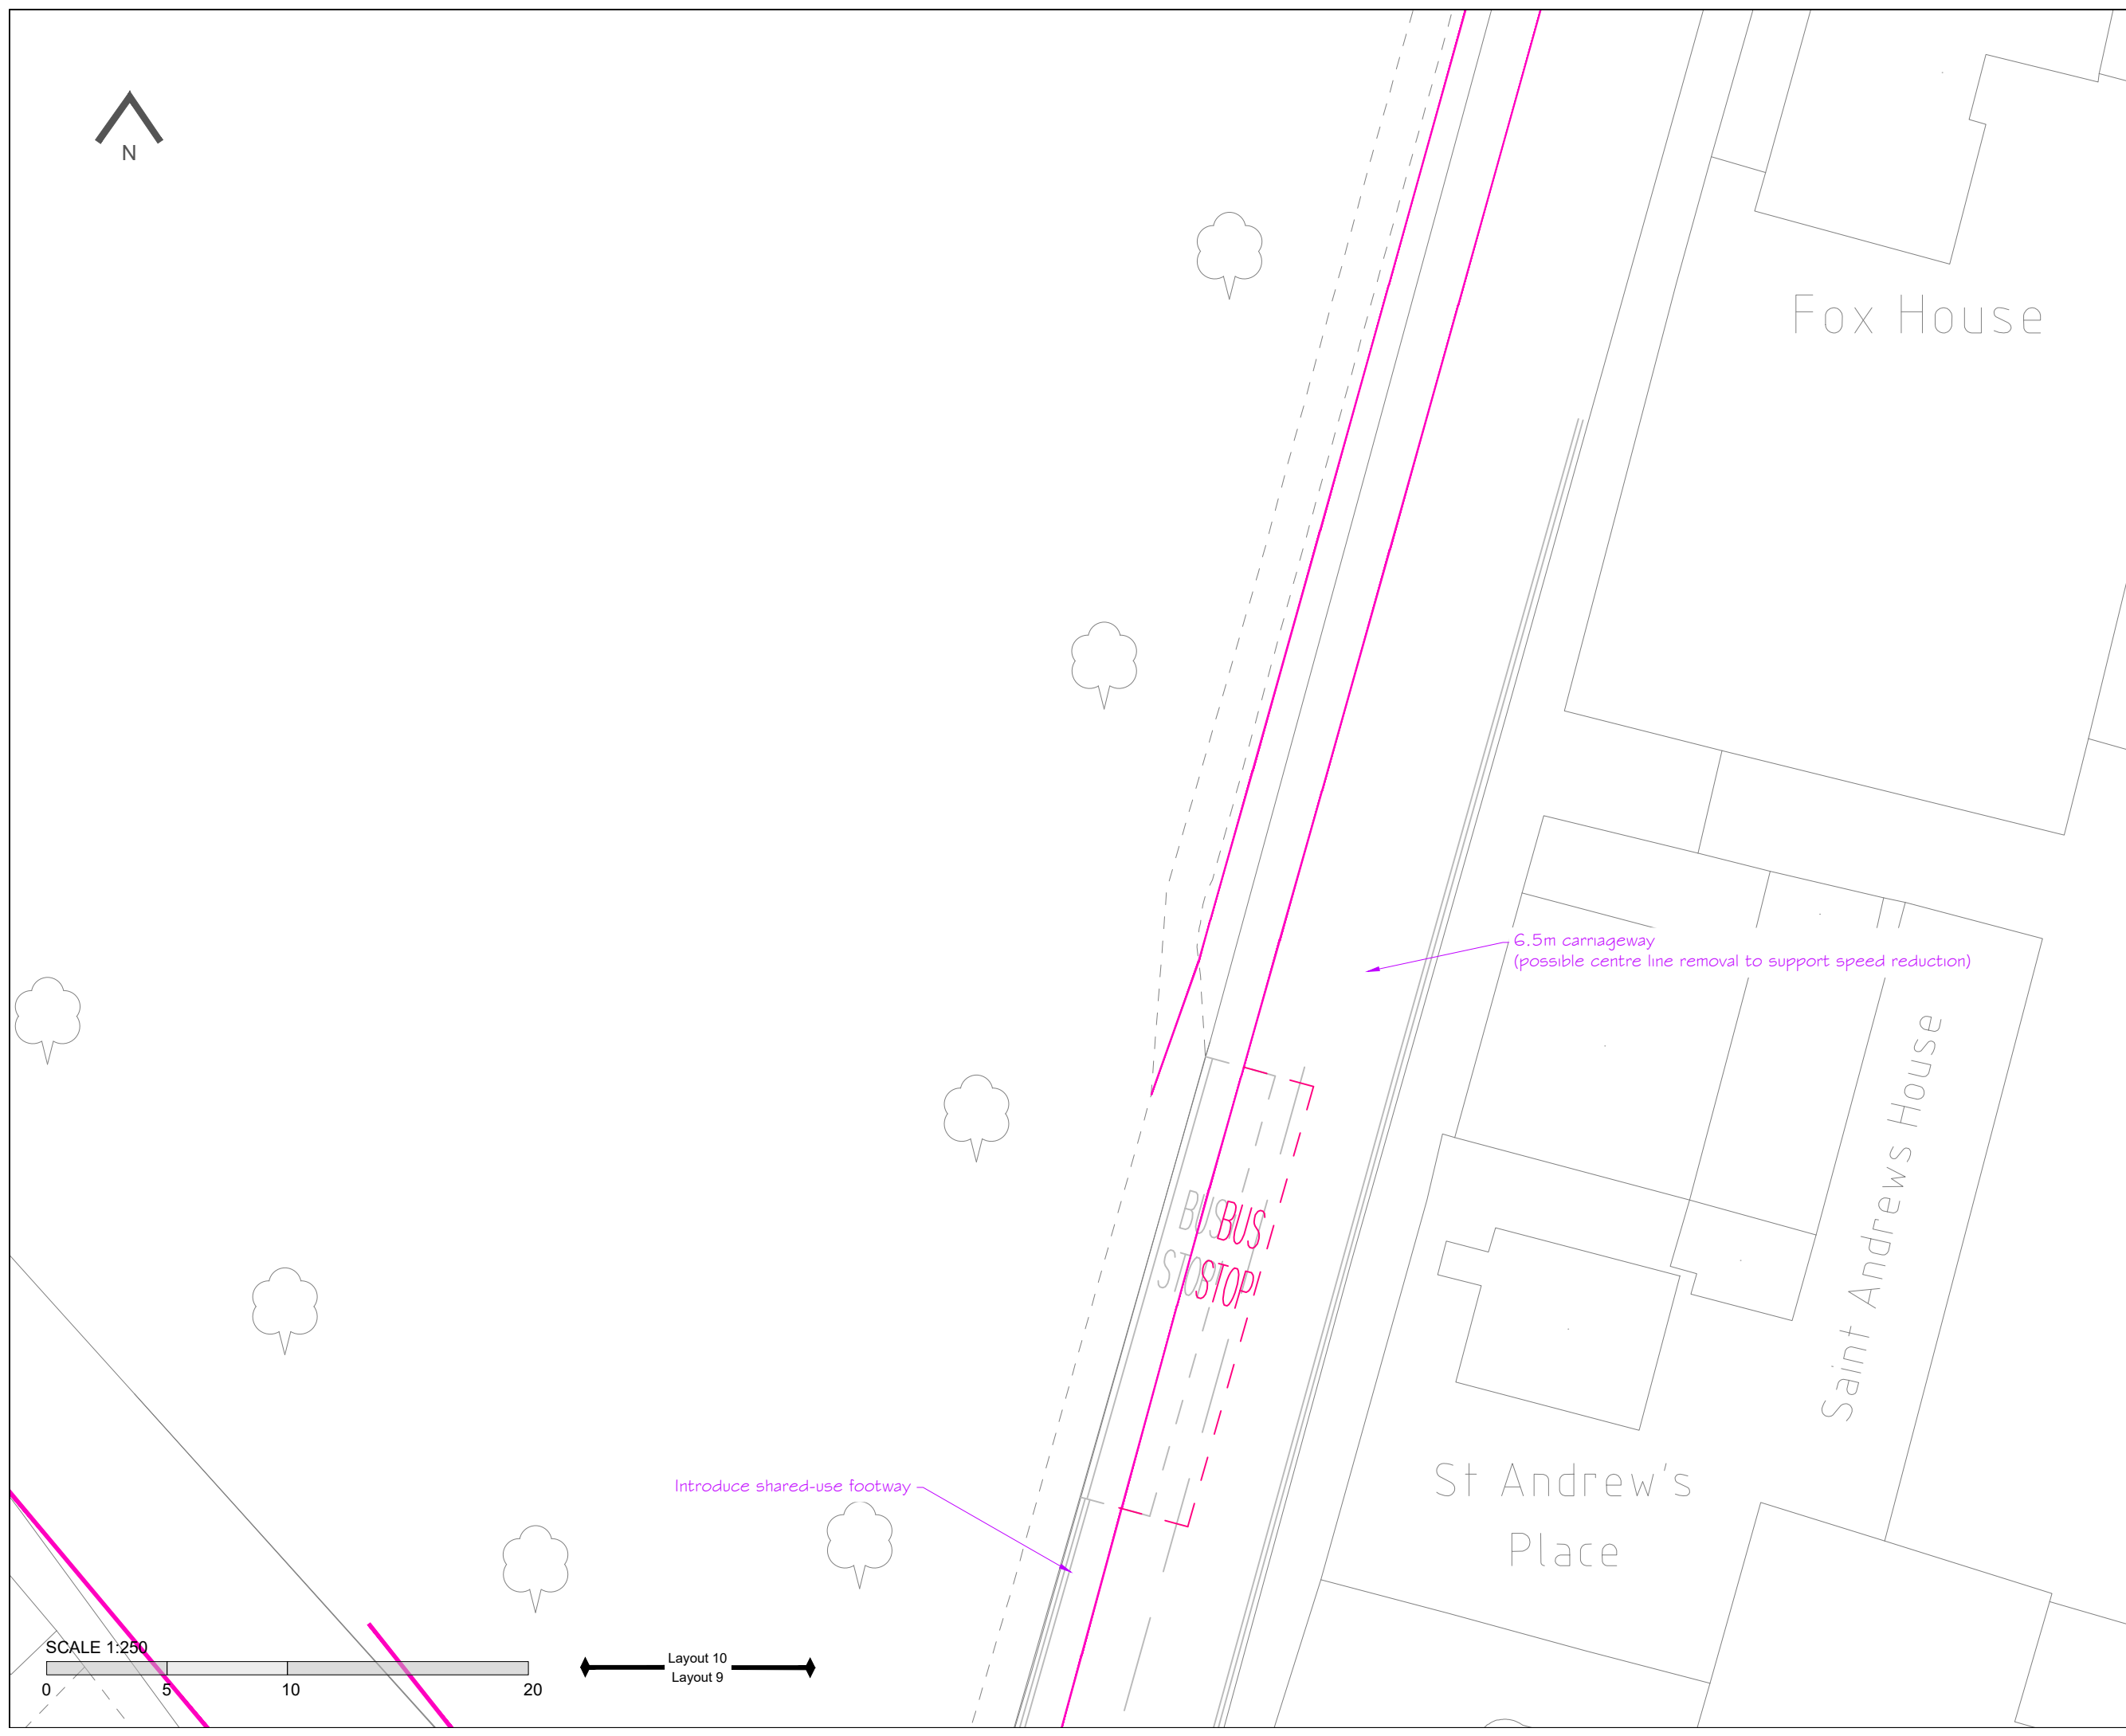 N
Fox House
6.5m carriageway
(possible centre line removal to support speed reduction)
Saint Andrews House
BUS
STOP
BUS
STOP
St Andrew's
Place
Introduce shared-use footway
SCALE 1:250
0 5 10 20
Layout 10
Layout 9